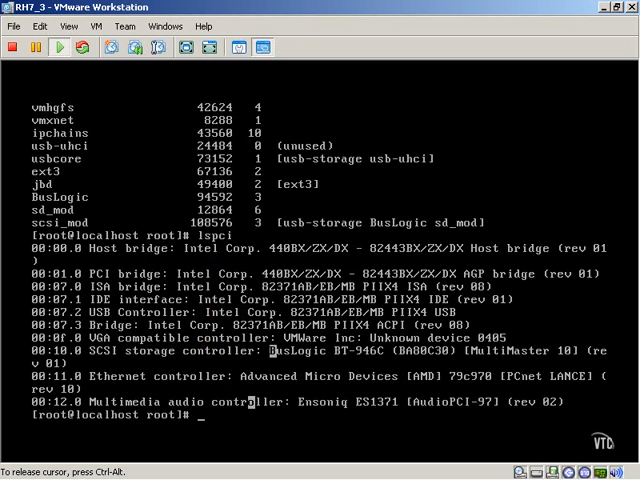 RH7_3 - VMware Workstation
File Edit View VM Team Windows Help
vmhgfs 42624 4
vmxnet 8288 1
ipchains 43560 10
usb-uhci 24484 0 (unused)
usbcore 73152 1 [usb-storage usb-uhci]
ext3 67136 2
jbd 49400 2 [ext3]
BusLogic 94592 3
sd_mod 12864 6
scsi_mod 108576 3 [usb-storage BusLogic sd_mod]
[root@localhost root]# lspci
00:00.0 Host bridge: Intel Corp. 440BX/ZX/DX - 82443BX/ZX/DX Host bridge (rev 01
)
00:01.0 PCI bridge: Intel Corp. 440BX/ZX/DX - 82443BX/ZX/DX AGP bridge (rev 01)
00:07.0 ISA bridge: Intel Corp. 82371AB/EB/MB PIIX4 ISA (rev 08)
00:07.1 IDE interface: Intel Corp. 82371AB/EB/MB PIIX4 IDE (rev 01)
00:07.2 USB Controller: Intel Corp. 82371AB/EB/MB PIIX4 USB
00:07.3 Bridge: Intel Corp. 82371AB/EB/MB PIIX4 ACPI (rev 08)
00:0f.0 VGA compatible controller: VMWare Inc: Unknown device 0405
00:10.0 SCSI storage controller: BusLogic BT-946C (BA80C30) [MultiMaster 10] (re
v 01)
00:11.0 Ethernet controller: Advanced Micro Devices [AMD] 79c970 [PCnet LANCE] (
rev 10)
00:12.0 Multimedia audio controller: Ensoniq ES1371 [AudioPCI-97] (rev 02)
[root@localhost root]# _
VTC
To release cursor, press Ctrl-Alt.